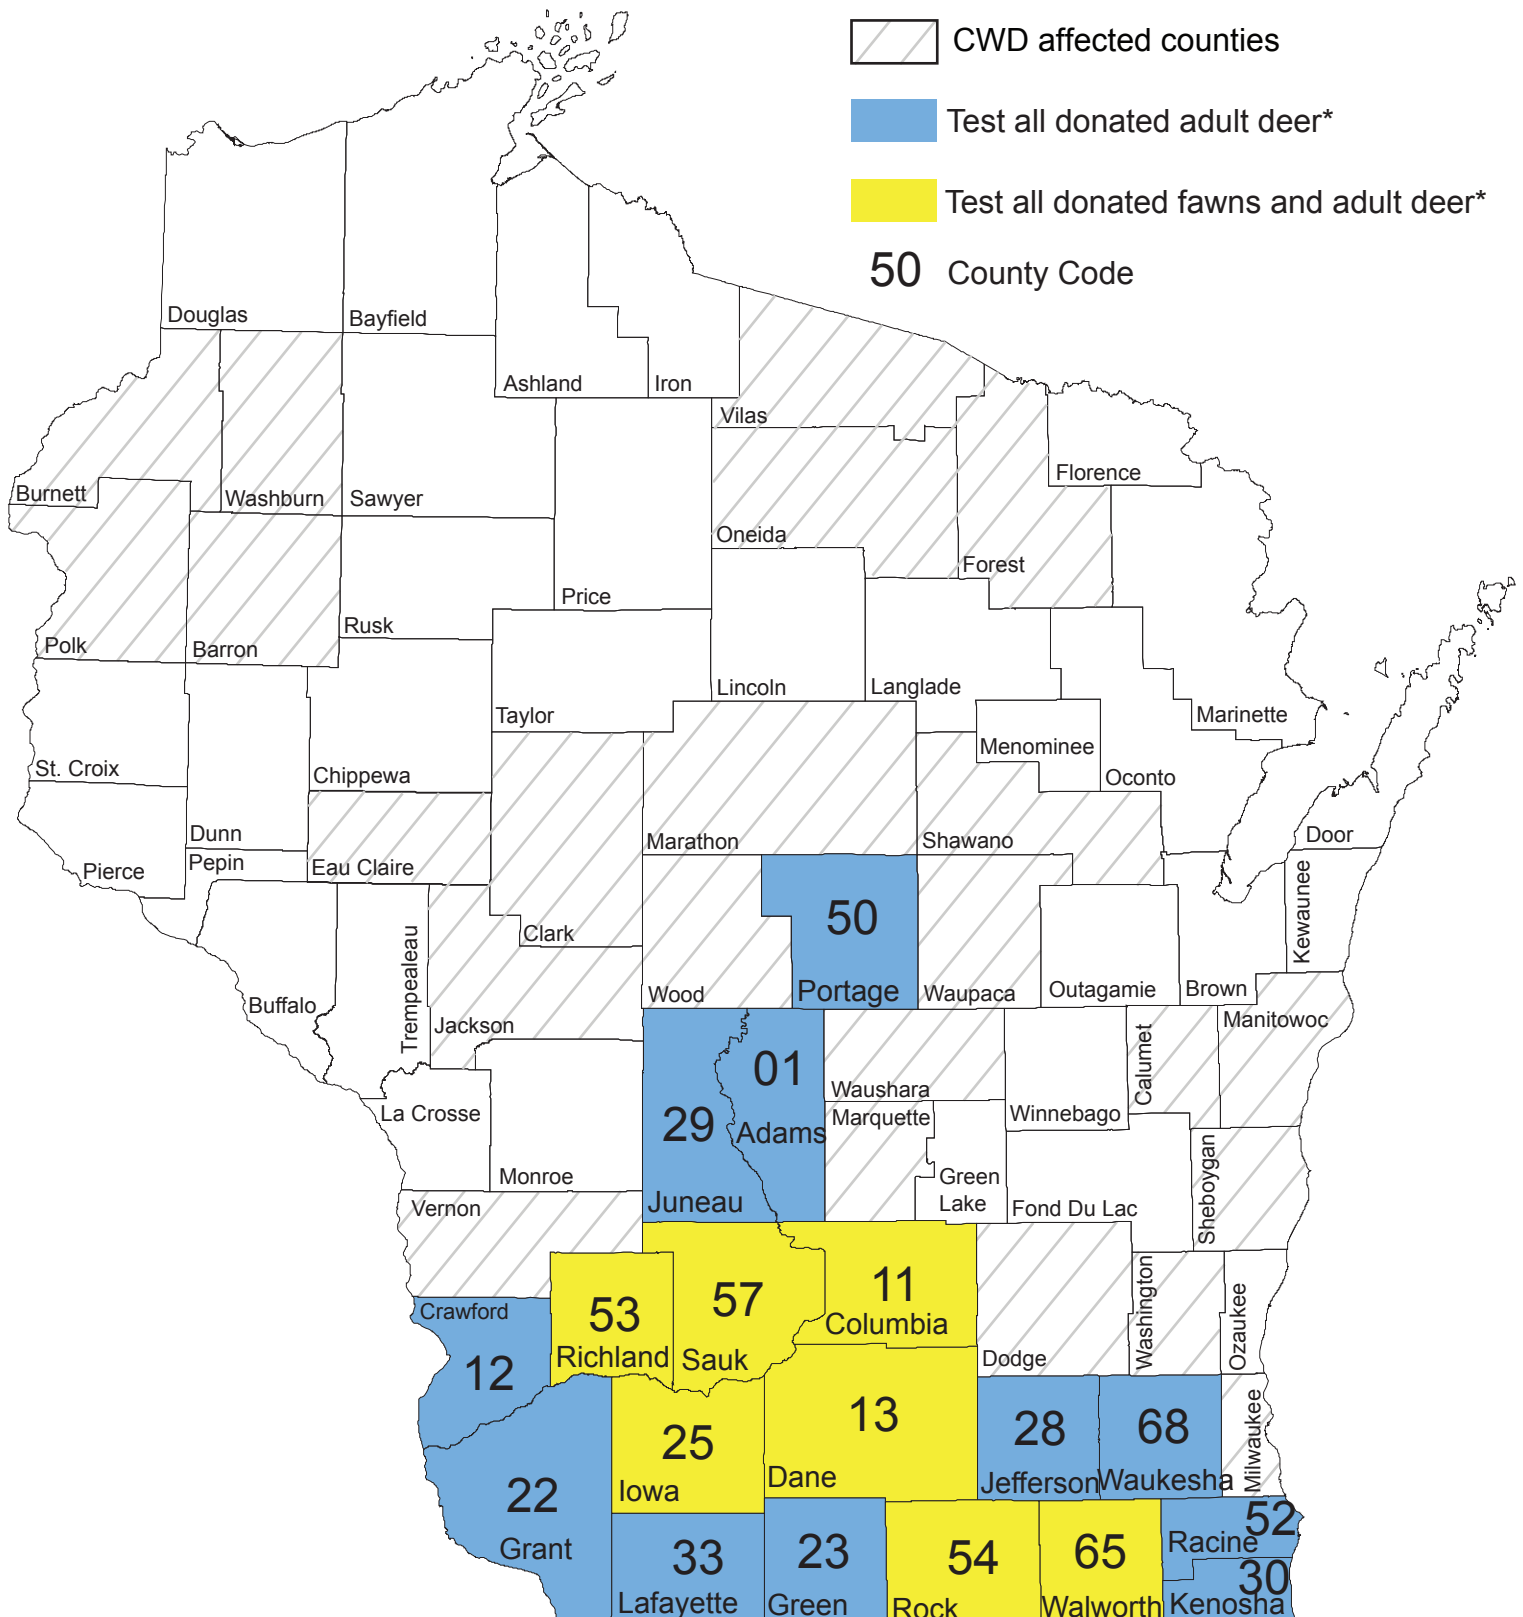 CWD affected counties
Test all donated adult deer*
Test all donated fawns and adult deer*
50 County Code
Douglas
Bayfield
Ashland
Iron
Vilas
Florence
Burnett
Washburn
Sawyer
Oneida
Forest
Price
Rusk
Polk
Barron
Lincoln
Langlade
Taylor
Marinette
Menominee
St. Croix
Chippewa
Oconto
Dunn
Marathon
Shawano
Door
Pepin
Eau Claire
Pierce
Kewaunee
50
Clark
Trempealeau
Portage
Wood
Waupaca
Outagamie
Brown
Buffalo
Jackson
Manitowoc
01
Calumet
Waushara
La Crosse
29
Adams
Marquette
Winnebago
Monroe
Green
Lake
Juneau
Vernon
Fond Du Lac
Sheboygan
11
57
53
Crawford
Columbia
Washington
Ozaukee
Richland
Sauk
Dodge
12
13
28
68
Milwaukee
25
Iowa
Dane
Jefferson
Waukesha
22
52
Racine
Grant
33
23
54
65
30
Lafayette
Green
Rock
Walworth
Kenosha